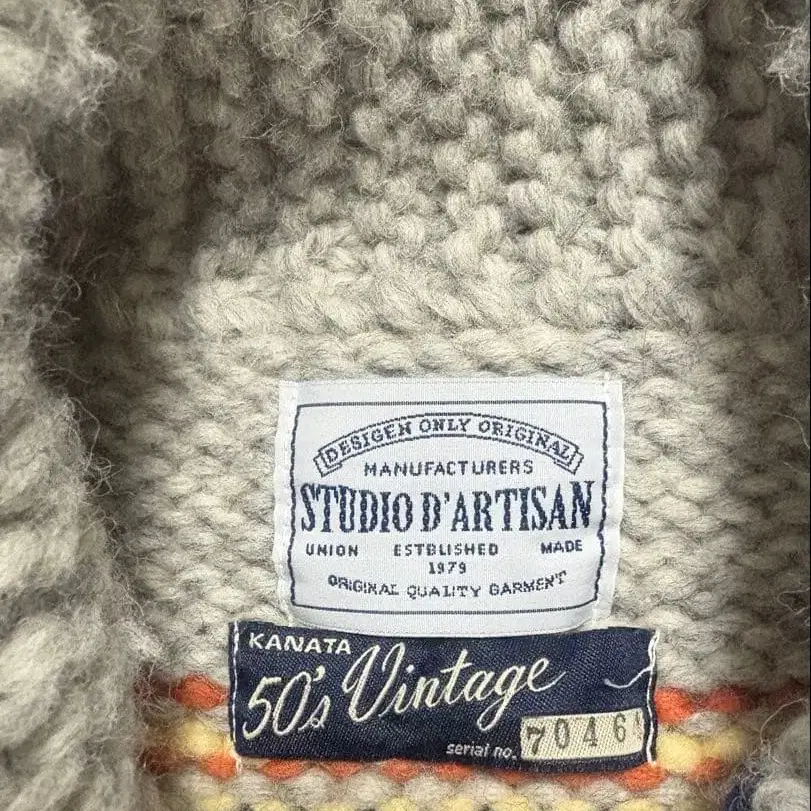 DESIGEN ONLY ORIGINAL
MANUFACTURERS
STUDIO D'ARTISAN
UNION ESTBLISHED MADE
1979
ORIGINAL QUALITY GARMENT
KANATA
50's Vintage
serial no. 7046